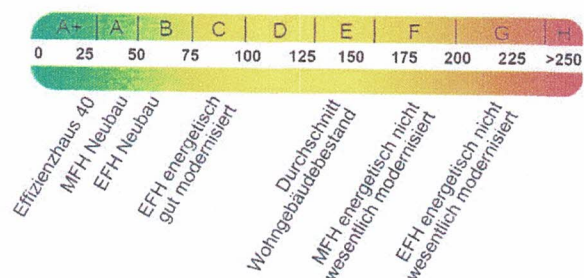 A+ A B C D E F G H
0 25 50 75 100 125 150 175 200 225 >250
Effizienzhaus 40
MFH Neubau
EFH Neubau
EFH energetisch
gut modernisiert
Durchschnitt
Wohngebäudebestand
MFH energetisch nicht
wesentlich modernisiert
EFH energetisch nicht
wesentlich modernisiert